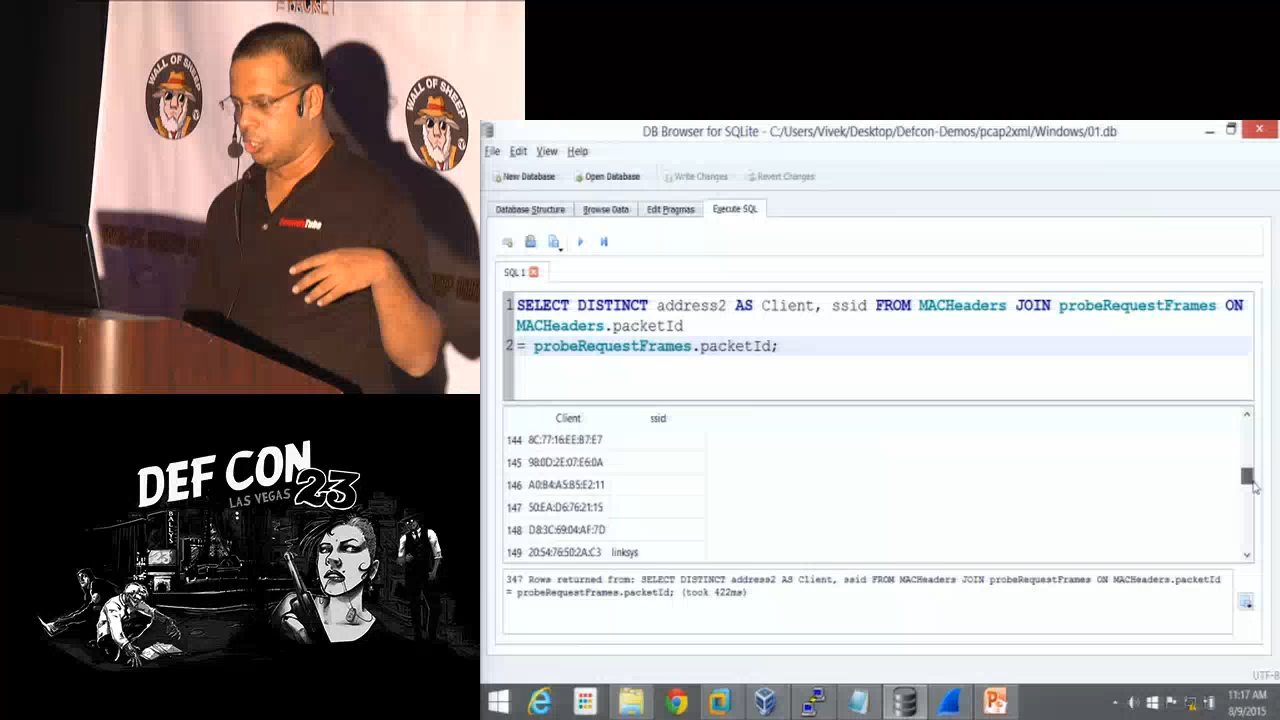 WALL OF SHEEP
WALL OF SHEEP
DEF CON
23
LAS VEGAS
BALLYS
23
DB Browser for SQLite - C:/Users/Vivek/Desktop/Defcon-Demos/pcap2xml/Windows/01.db
File Edit View Help
New Database Open Database Write Changes Revert Changes
Database Structure Browse Data Edit Pragmas Execute SQL
SQL 1
1 SELECT DISTINCT address2 AS Client, ssid FROM MACHeaders JOIN probeRequestFrames ON
MACHeaders.packetId
2 = probeRequestFrames.packetId;
Client ssid
144 8C:77:16:EE:B7:E7
145 98:0D:2E:07:E6:0A
146 A0:B4:A5:B5:E2:11
147 50:EA:D6:76:21:15
148 D8:3C:69:04:AF:7D
149 20:54:76:50:2A:C3 linksys
347 Rows returned from: SELECT DISTINCT address2 AS Client, ssid FROM MACHeaders JOIN probeRequestFrames ON MACHeaders.packetId
= probeRequestFrames.packetId; (took 422ms)
UTF-8
11:17 AM
8/9/2015